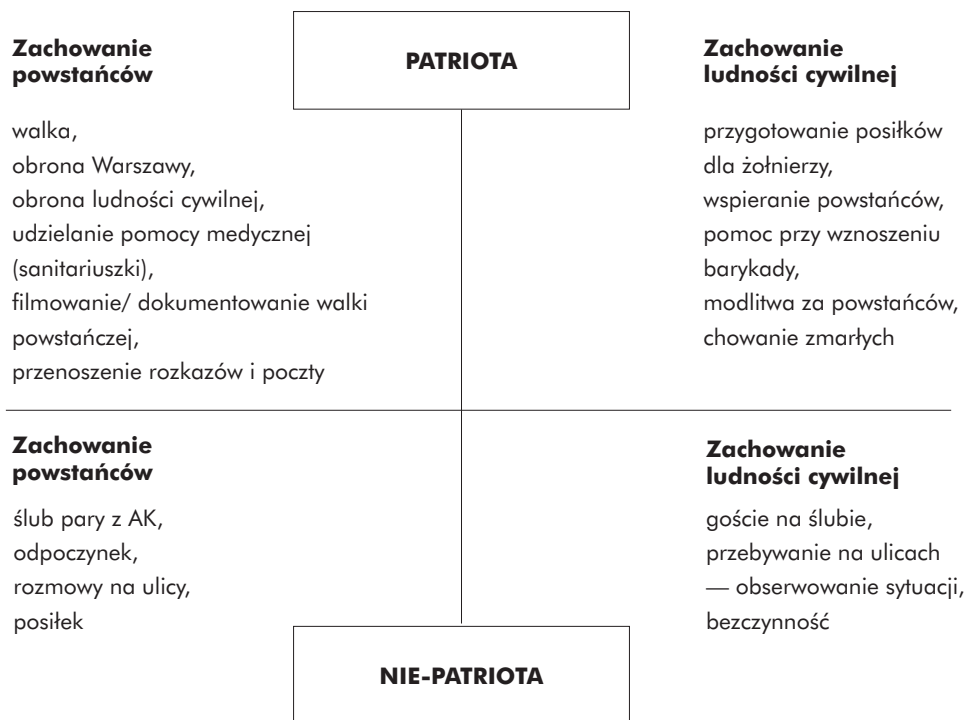 PATRIOTA
Zachowanie
powstańców
walka,
obrona Warszawy,
obrona ludności cywilnej,
udzielanie pomocy medycznej
(sanitariuszki),
filmowanie/ dokumentowanie walki
powstańczej,
przenoszenie rozkazów i poczty
Zachowanie
ludności cywilnej
przygotowanie posiłków
dla żołnierzy,
wspieranie powstańców,
pomoc przy wznoszeniu
barykady,
modlitwa za powstańców,
chowanie zmarłych
Zachowanie
powstańców
ślub pary z AK,
odpoczynek,
rozmowy na ulicy,
posiłek
Zachowanie
ludności cywilnej
goście na ślubie,
przebywanie na ulicach
— obserwowanie sytuacji,
bezczynność
NIE-PATRIOTA